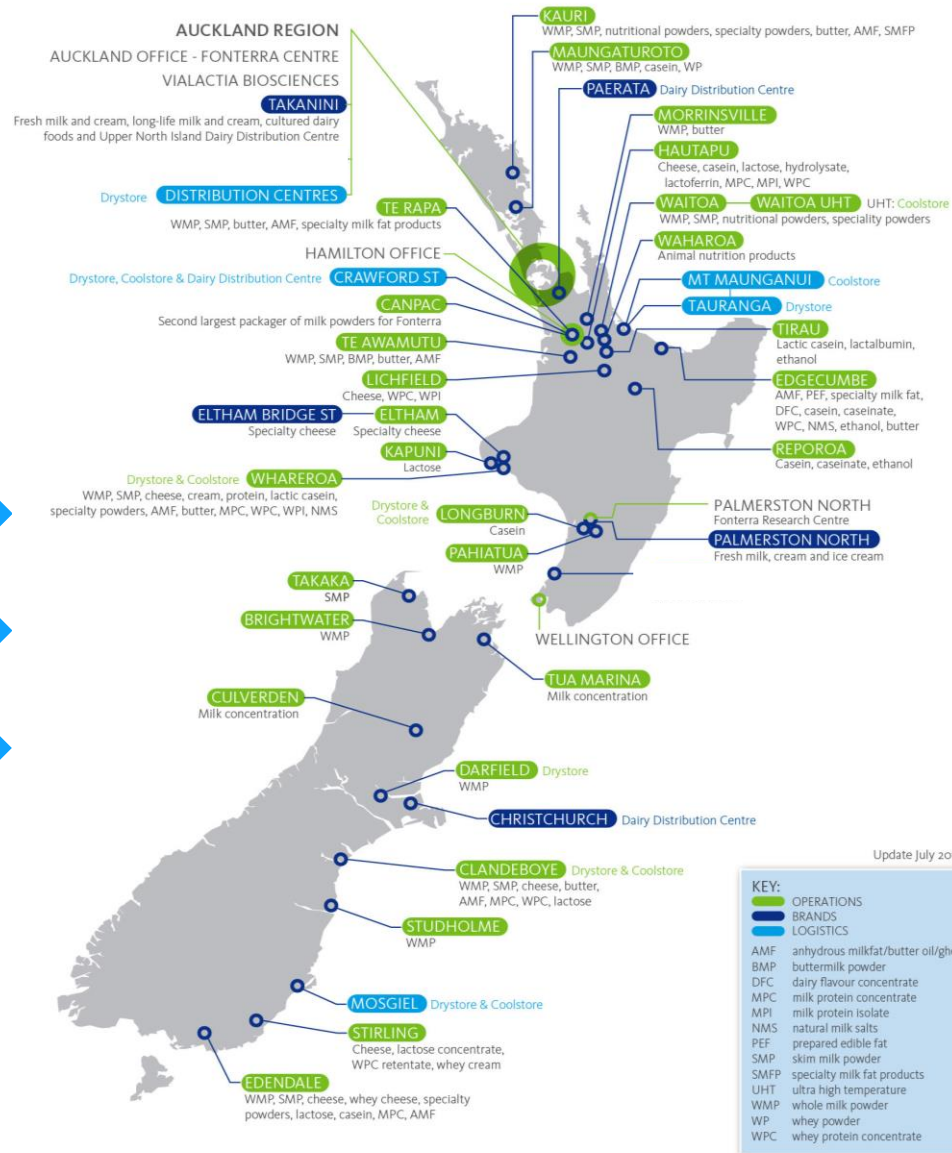 AUCKLAND REGION
AUCKLAND OFFICE - FONTERRA CENTRE
VIALACTIA BIOSCIENCES
TAKANINI
Fresh milk and cream, long-life milk and cream, cultured dairy
foods and Upper North Island Dairy Distribution Centre
Drystore DISTRIBUTION CENTRES
TE RAPA
WMP, SMP, butter, AMF, specialty milk fat products
HAMILTON OFFICE
Drystore, Coolstore & Dairy Distribution Centre CRAWFORD ST
CANPAC
Second largest packager of milk powders for Fonterra
TE AWAMUTU
WMP, SMP, BMP, butter, AMF
LICHFIELD
Cheese, WPC, WPI
ELTHAM BRIDGE ST
Specialty cheese
ELTHAM
Specialty cheese
KAPUNI
Lactose
Drystore & Coolstore WHAREROA
WMP, SMP, cheese, cream, protein, lactic casein,
specialty powders, AMF, butter, MPC, WPC, WPI, NMS
Drystore &
Coolstore
LONGBURN
Casein
PAHIATUA
WMP
KAURI
WMP, SMP, nutritional powders, specialty powders, butter, AMF, SMFP
MAUNGATUROTO
WMP, SMP, BMP, casein, WP
PAERATA Dairy Distribution Centre
MORRINSVILLE
WMP, butter
HAUTAPU
Cheese, casein, lactose, hydrolysate,
lactoferrin, MPC, MPI, WPC
WAITOA WAITOA UHT UHT: Coolstore
WMP, SMP, nutritional powders, speciality powders
WAHAROA
Animal nutrition products
MT MAUNGANUI Coolstore
TAURANGA Drystore
TIRAU
Lactic casein, lactalbumin,
ethanol
EDGECUMBE
AMF, PEF, specialty milk fat,
DFC, casein, caseinate,
WPC, NMS, ethanol, butter
REPOROA
Casein, caseinate, ethanol
PALMERSTON NORTH
Fonterra Research Centre
PALMERSTON NORTH
Fresh milk, cream and ice cream
WELLINGTON OFFICE
TAKAKA
SMP
BRIGHTWATER
WMP
TUA MARINA
Milk concentration
CULVERDEN
Milk concentration
DARFIELD Drystore
WMP
CHRISTCHURCH Dairy Distribution Centre
CLANDEBOYE Drystore & Coolstore
WMP, SMP, cheese, butter,
AMF, MPC, WPC, lactose
STUDHOLME
WMP
MOSGIEL Drystore & Coolstore
STIRLING
Cheese, lactose concentrate,
WPC retentate, whey cream
EDENDALE
WMP, SMP, cheese, whey cheese, specialty
powders, lactose, casein, MPC, AMF
Update July 20
KEY:
OPERATIONS
BRANDS
LOGISTICS
AMF anhydrous milkfat/butter oil/ghe
BMP buttermilk powder
DFC dairy flavour concentrate
MPC milk protein concentrate
MPI milk protein isolate
NMS natural milk salts
PEF prepared edible fat
SMP skim milk powder
SMFP specialty milk fat products
UHT ultra high temperature
WMP whole milk powder
WP whey powder
WPC whey protein concentrate